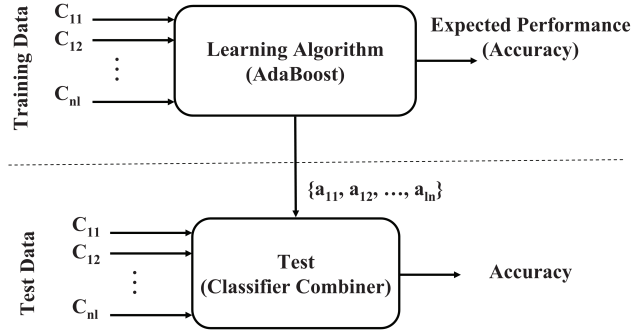 Training Data
C11
C12
⋮
Cnl
Learning Algorithm
(AdaBoost)
Expected Performance
(Accuracy)
{a11, a12, …, aln}
Test Data
C11
C12
⋮
Cnl
Test
(Classifier Combiner)
Accuracy